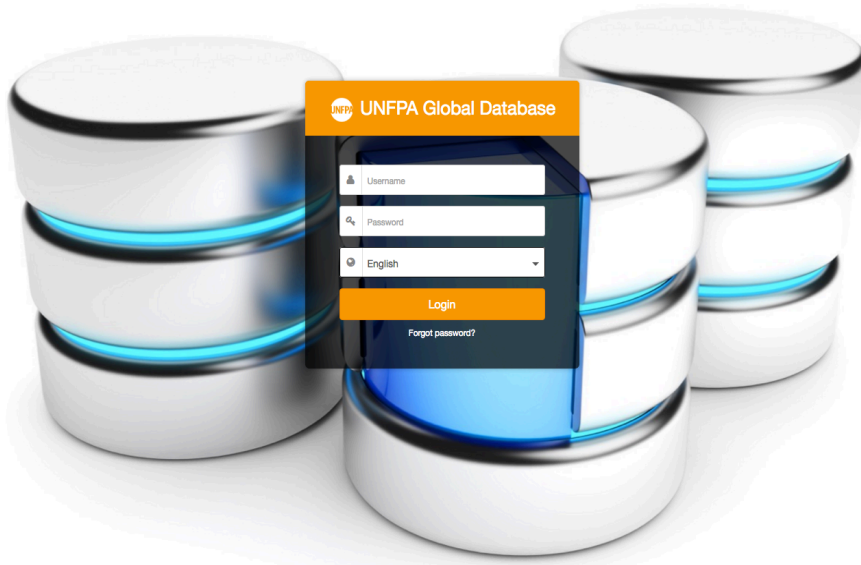 UNFPA UNFPA Global Database
Username
Password
English
Login
Forgot password?